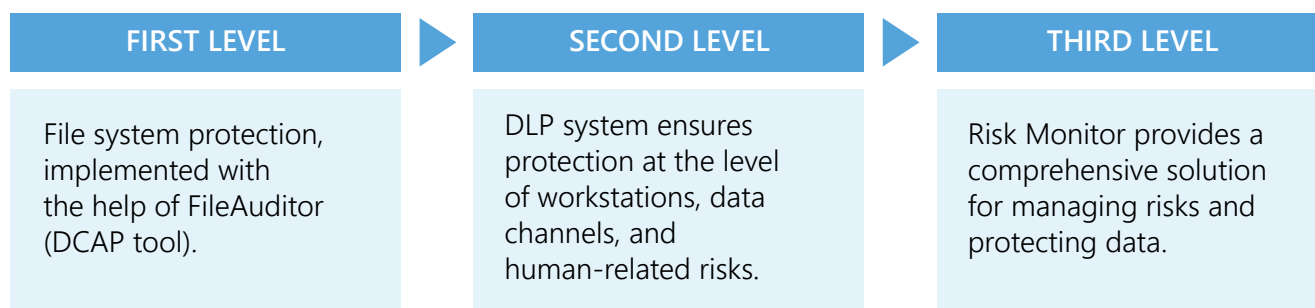 FIRST LEVEL
File system protection,
implemented with
the help of FileAuditor
(DCAP tool).
SECOND LEVEL
DLP system ensures
protection at the level
of workstations, data
channels, and
human-related risks.
THIRD LEVEL
Risk Monitor provides a
comprehensive solution
for managing risks and
protecting data.